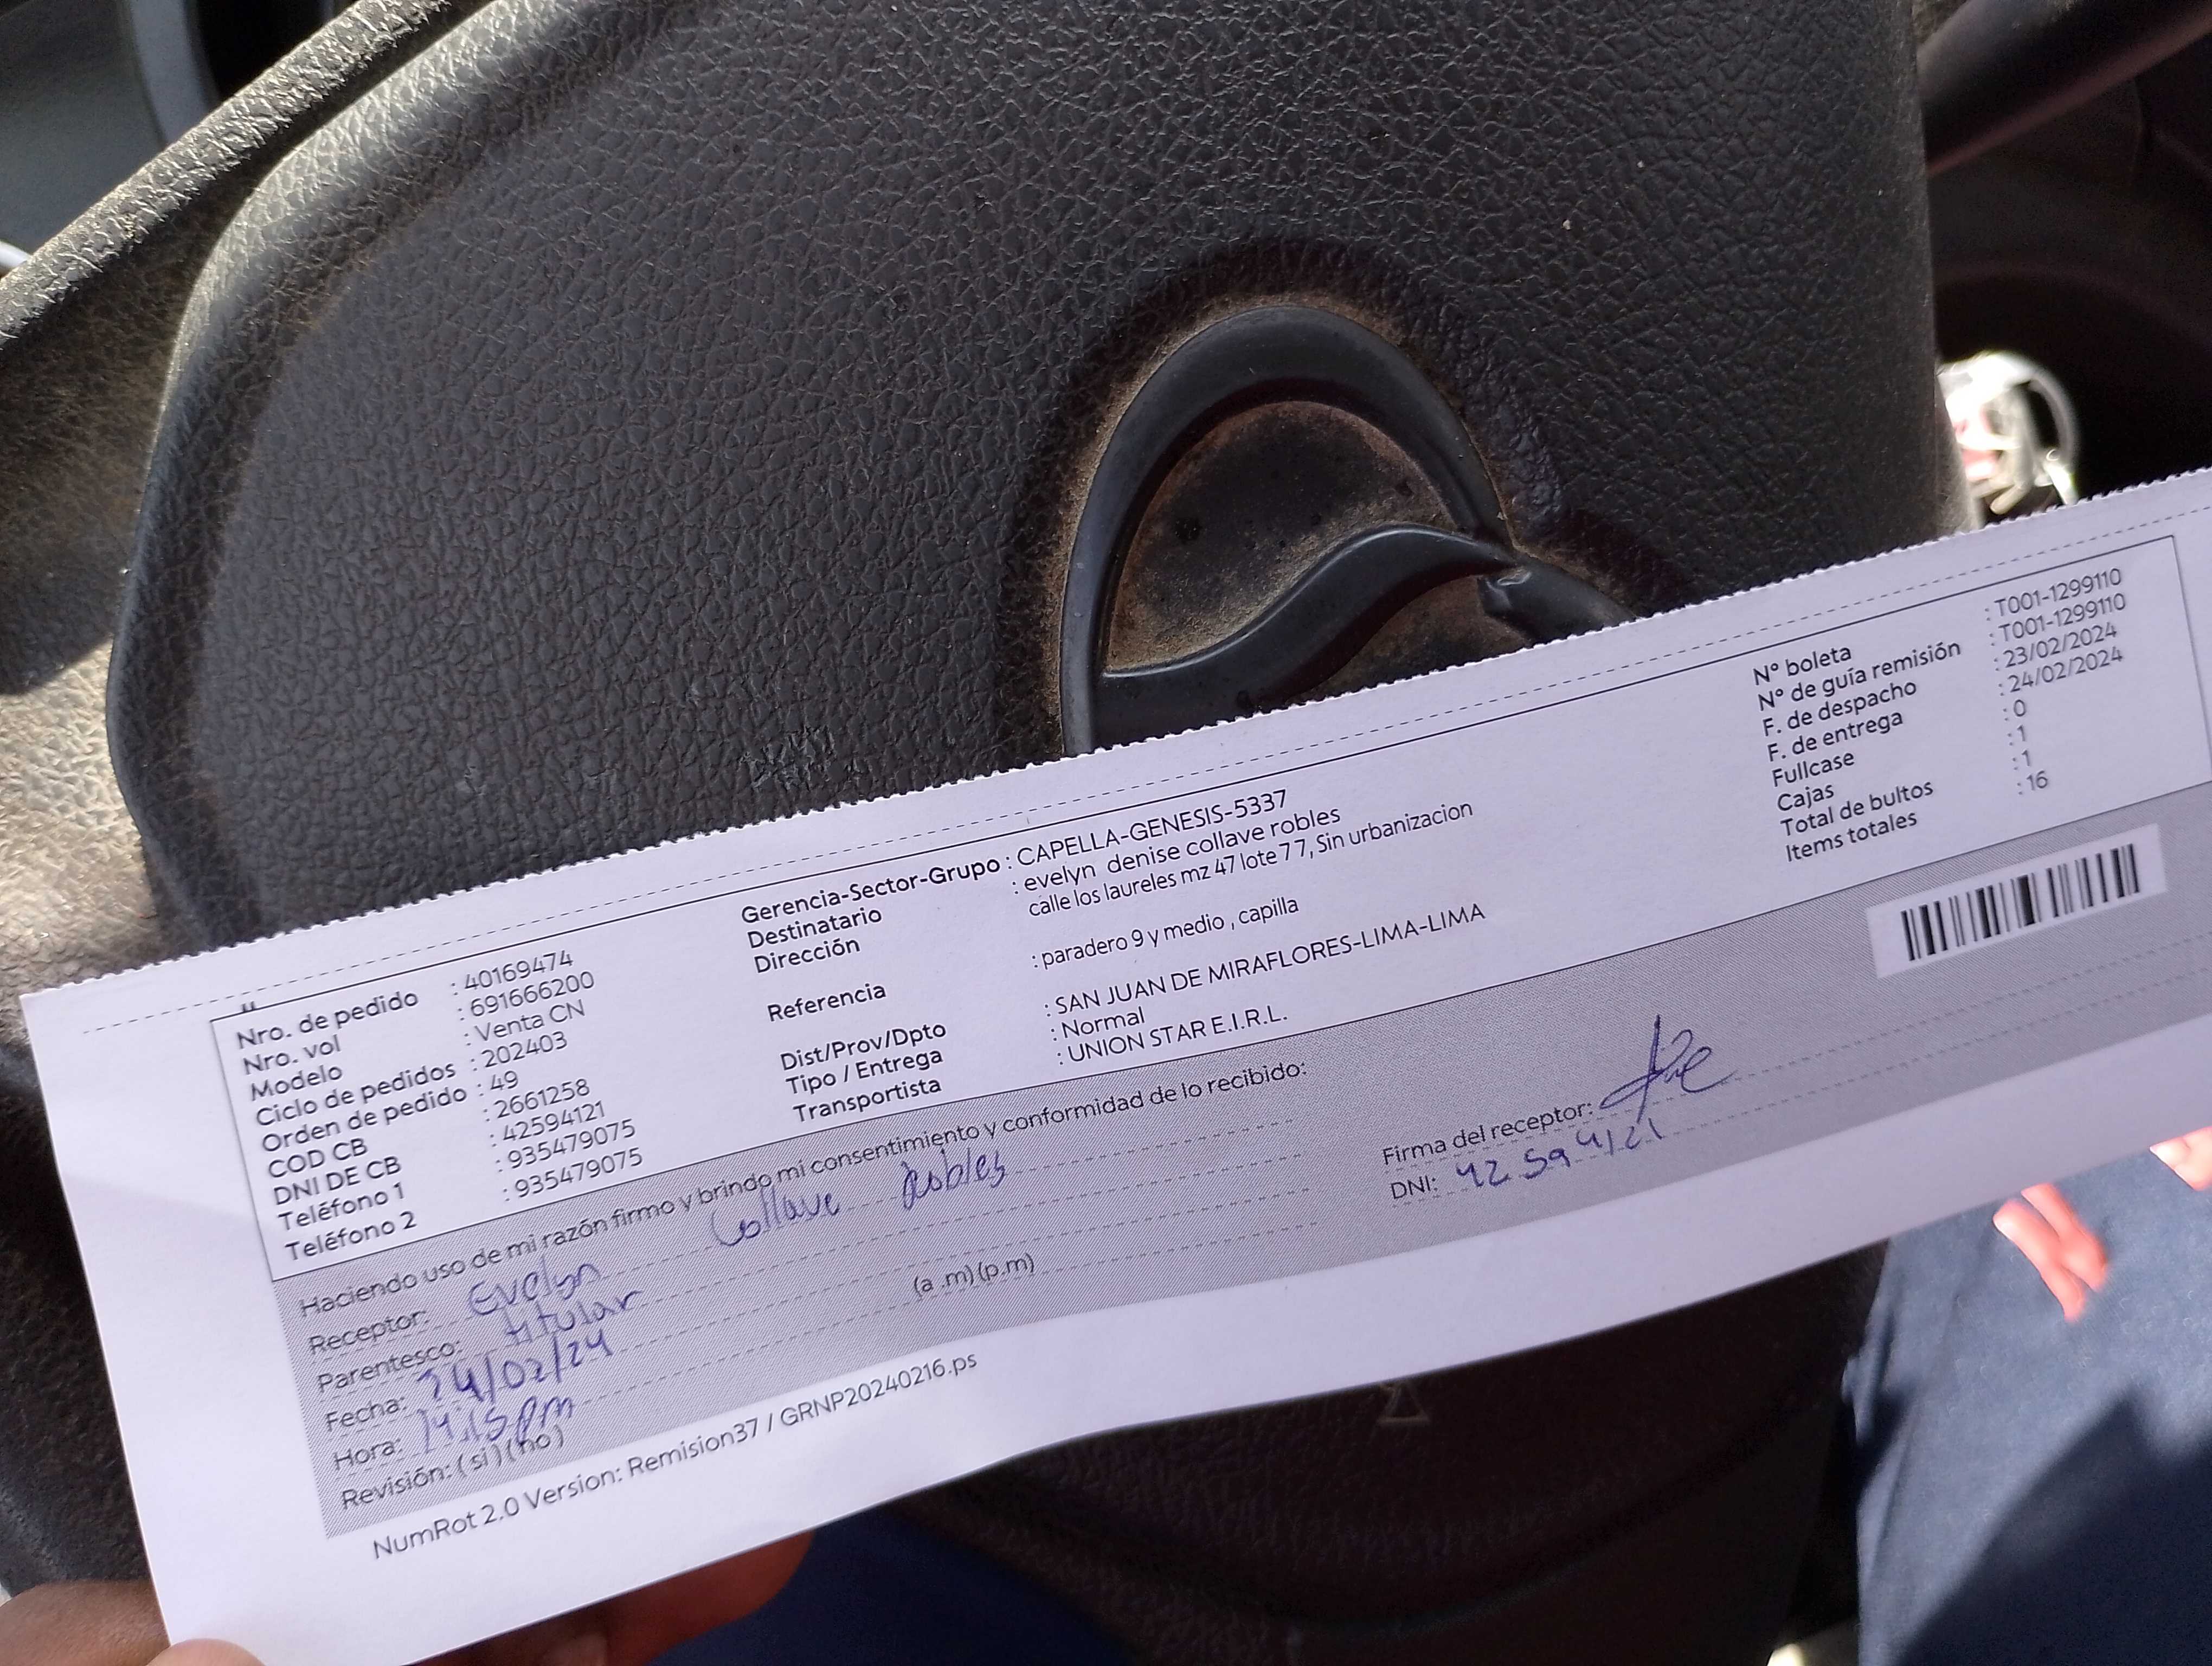 Nro. de pedido : 40169474
Nro. vol : 691666200
Modelo : Venta CN
Ciclo de pedidos : 202403
Orden de pedido : 49
COD CB : 2661258
DNI DE CB : 42594121
Teléfono 1 : 935479075
Teléfono 2 : 935479075
Gerencia-Sector-Grupo : CAPELLA-GENESIS-5337
Destinatario : evelyn denise collave robles
Dirección calle los laureles mz 47 lote 7 7, Sin urbanizacion
Referencia : paradero 9 y medio , capilla
Dist/Prov/Dpto : SAN JUAN DE MIRAFLORES-LIMA-LIMA
Tipo / Entrega : Normal
Transportista : UNION STAR E.I.R.L.
N° boleta : T001-1299110
N° de guía remisión : T001-1299110
F. de despacho : 23/02/2024
F. de entrega : 24/02/2024
Fullcase : 0
Cajas : 1
Total de bultos : 1
Items totales : 16
Haciendo uso de mi razón firmo y brindo mi consentimiento y conformidad de lo recibido:
Receptor: Evelyn Collave Robles
Parentesco: titular
Fecha: 24/02/24
Hora: 14:15 pm (a .m) (p.m)
Revisión: ( si ) ( no )
Firma del receptor:
DNI: 42594121
NumRot 2.0 Version: Remision37 / GRNP20240216.ps